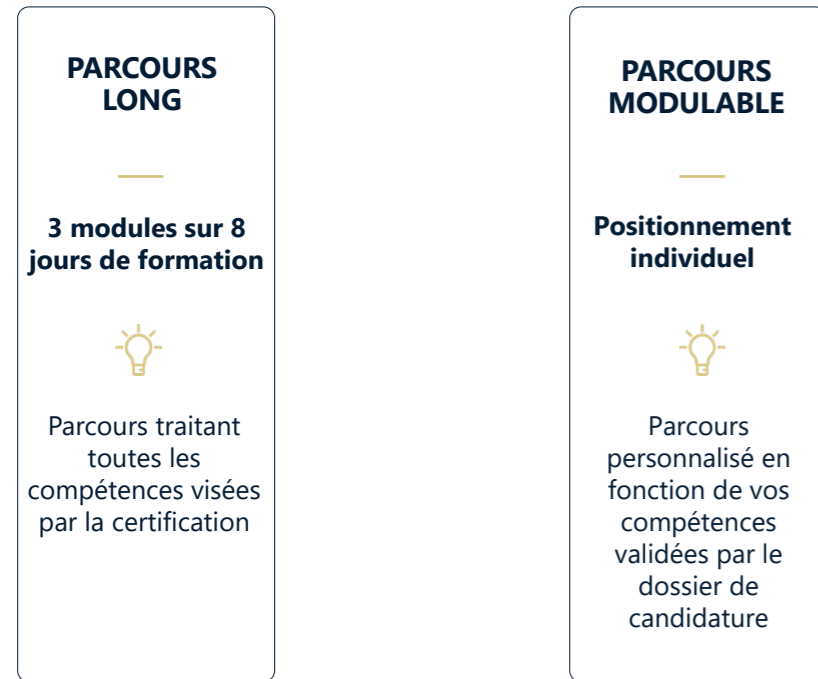 PARCOURS
LONG
3 modules sur 8
jours de formation
Parcours traitant
toutes les
compétences visées
par la certification
PARCOURS
MODULABLE
Positionnement
individuel
Parcours
personnalisé en
fonction de vos
compétences
validées par le
dossier de
candidature